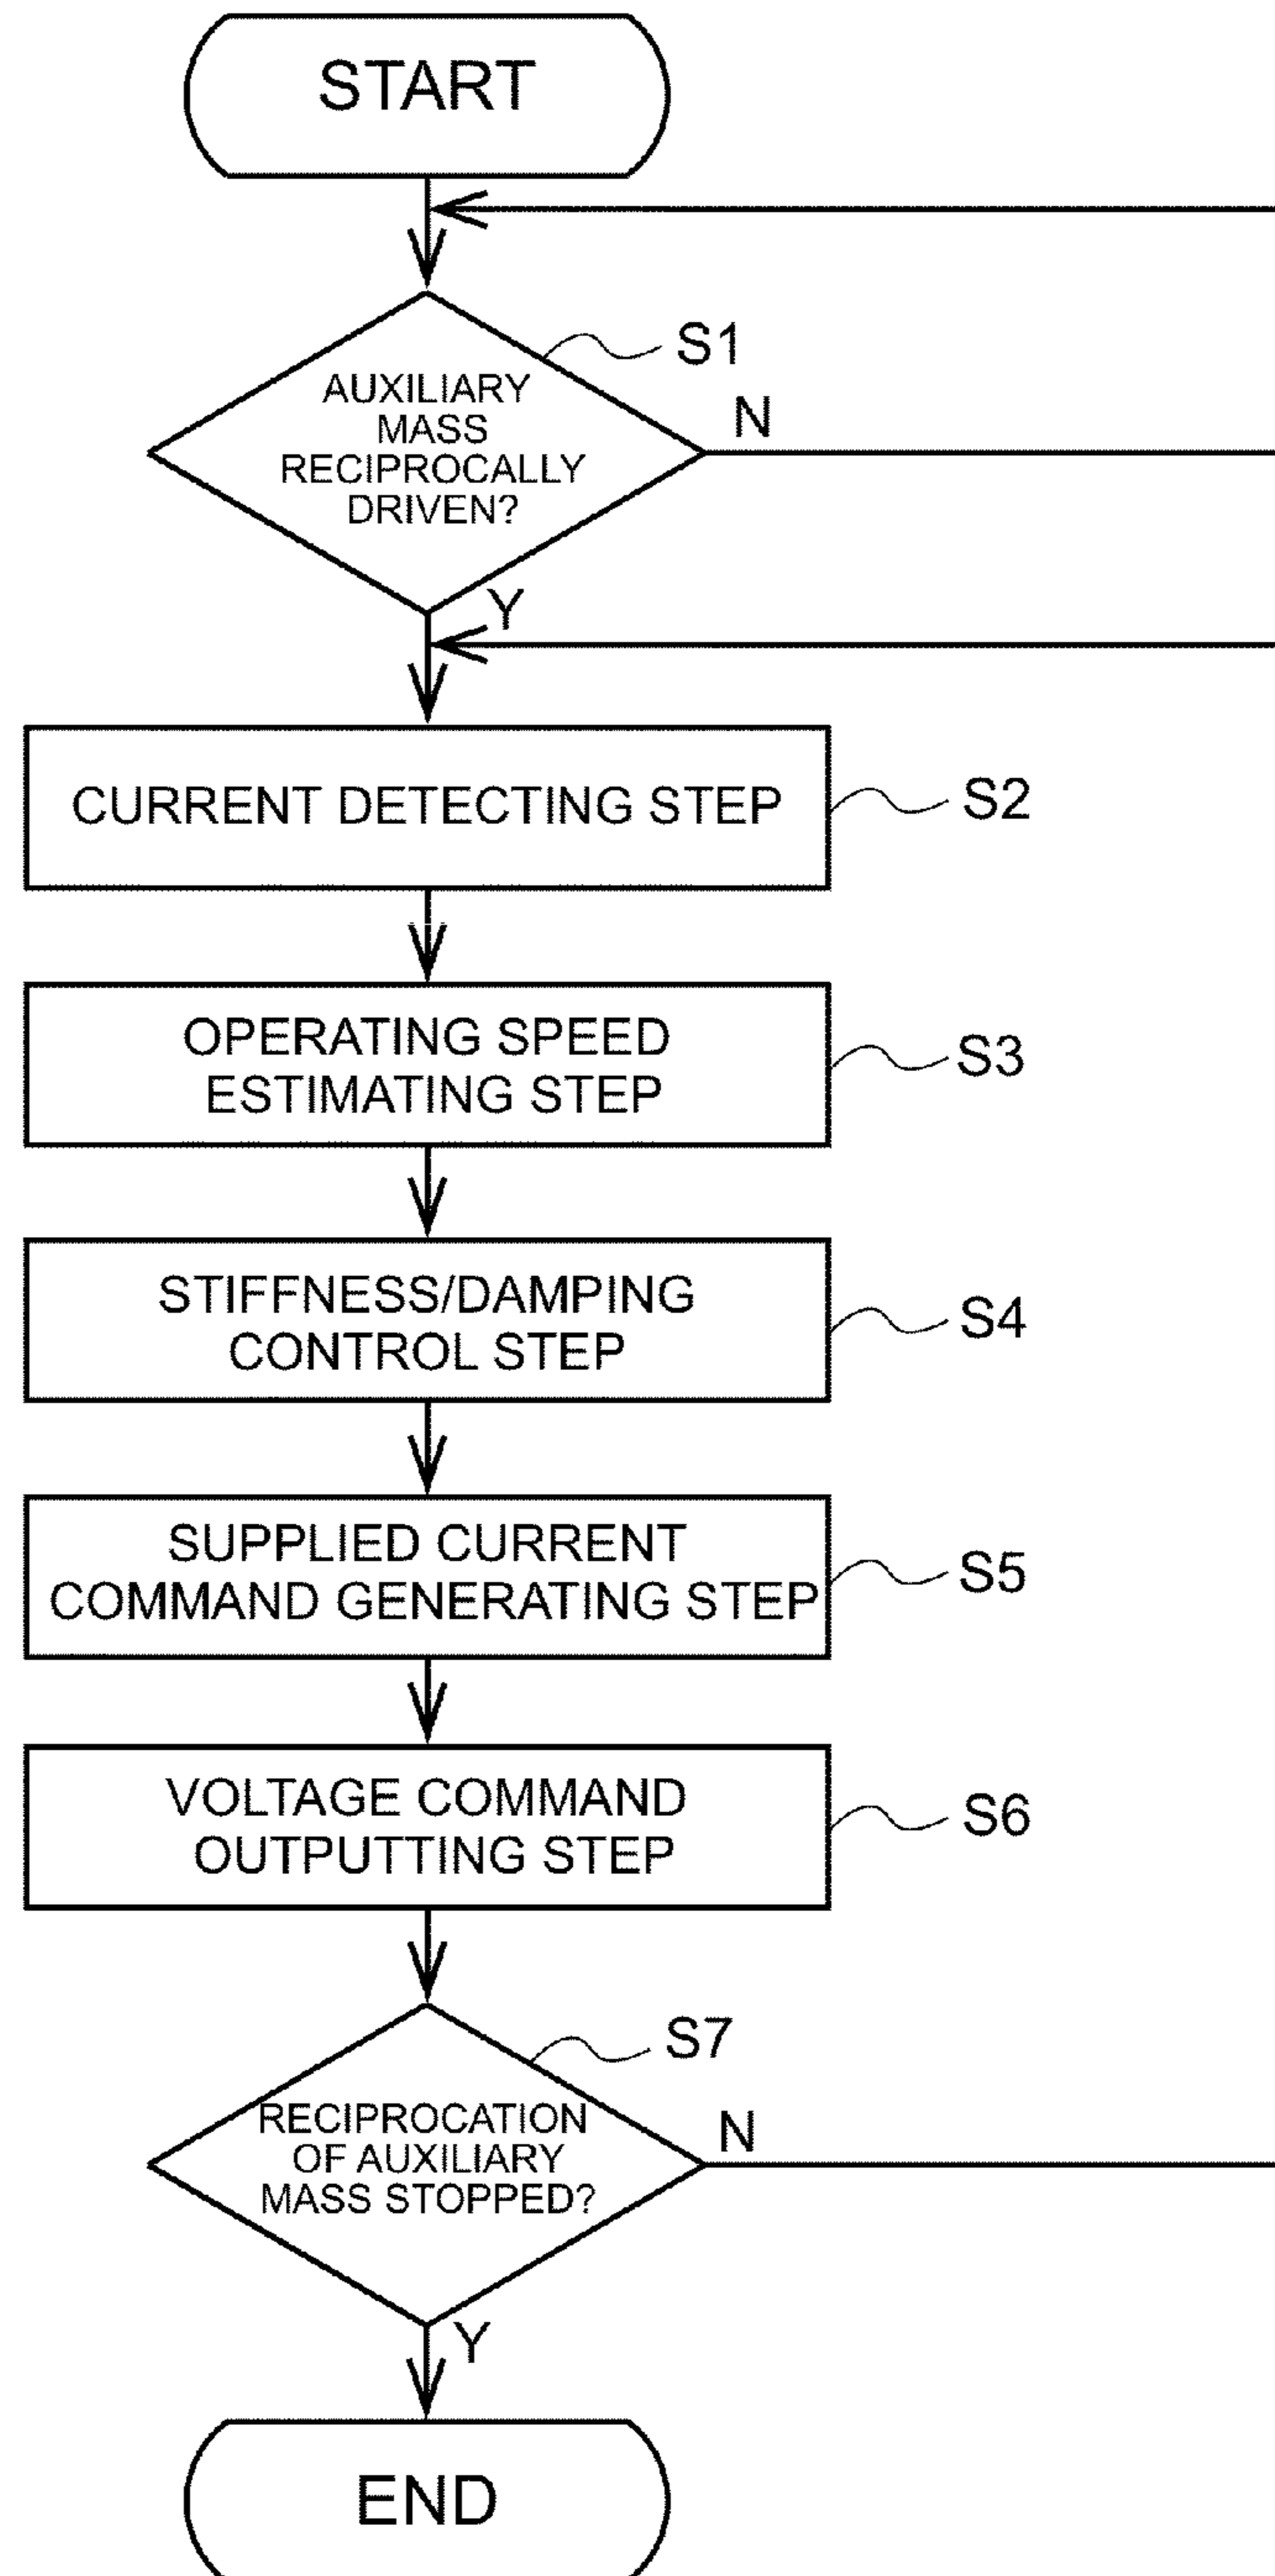 START
S1
AUXILIARY
MASS
RECIPROCALLY
DRIVEN?
N
Y
CURRENT DETECTING STEP
S2
OPERATING SPEED
ESTIMATING STEP
S3
STIFFNESS/DAMPING
CONTROL STEP
S4
SUPPLIED CURRENT
COMMAND GENERATING STEP
S5
VOLTAGE COMMAND
OUTPUTTING STEP
S6
S7
RECIPROCATION
OF AUXILIARY
MASS STOPPED?
N
Y
END